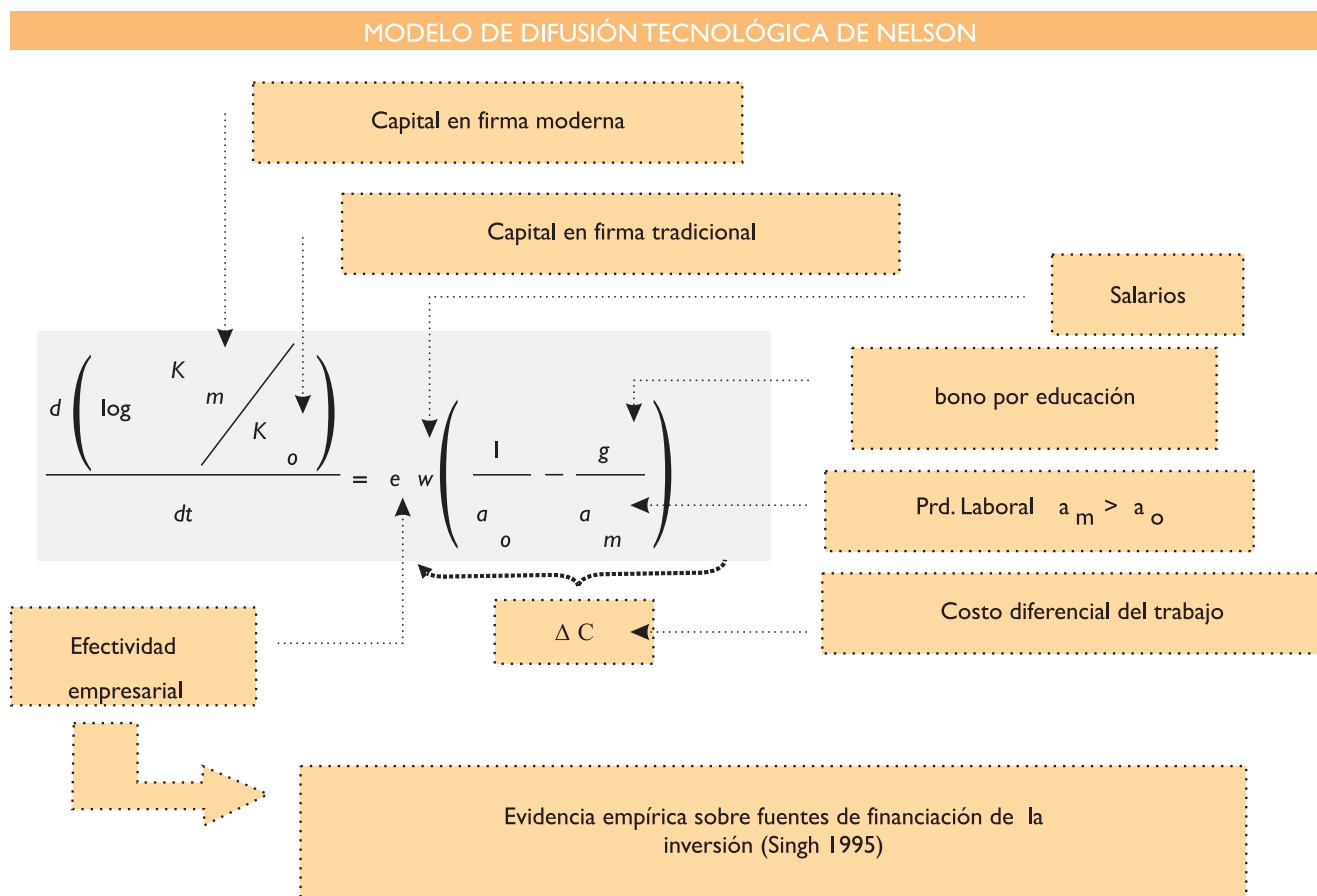 MODELO DE DIFUSIÓN TECNOLÓGICA DE NELSON
Capital en firma moderna
Capital en firma tradicional
Salarios
bono por educación
d ( log K m / K o )
dt
= e w ( 1 / a o − g / a m )
Prd. Laboral a m > a o
Costo diferencial del trabajo
Δ C
Efectividad
empresarial
Evidencia empírica sobre fuentes de financiación de la
inversión (Singh 1995)